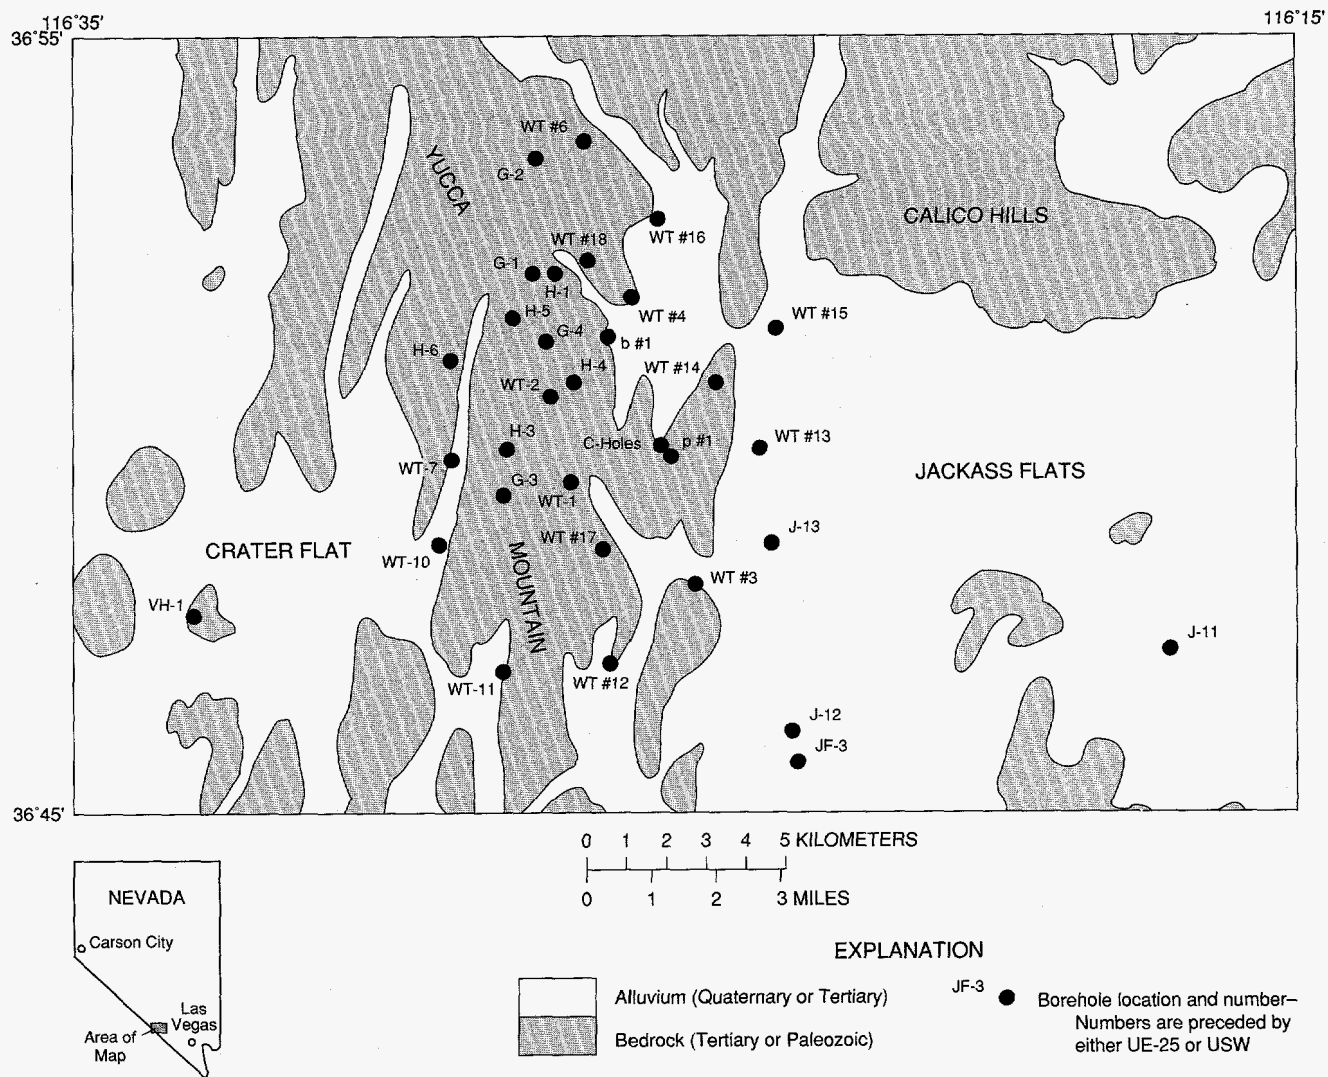 116°35'
116°15'
36°55'
WT #6
G-2
YUCCA
CALICO HILLS
WT #16
WT #18
G-1
H-1
WT #4
H-5
G-4
b #1
WT #15
H-6
H-4
WT #14
WT-2
H-3
C-Holes
p #1
WT #13
WT-7
JACKASS FLATS
G-3
WT-1
J-13
WT #17
CRATER FLAT
WT-10
MOUNTAIN
WT #3
VH-1
J-11
WT-11
WT #12
J-12
JF-3
36°45'
0 1 2 3 4 5 KILOMETERS
0 1 2 3 MILES
NEVADA
Carson City
Las
Vegas
Area of
Map
EXPLANATION
Alluvium (Quaternary or Tertiary)
Bedrock (Tertiary or Paleozoic)
JF-3
Borehole location and number–
Numbers are preceded by
either UE-25 or USW